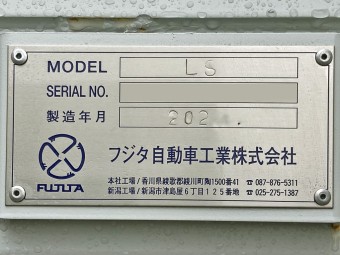 MODEL LS
SERIAL NO.
製造年月 202
フジタ自動車工業株式会社
FUJITA
本社工場/香川県綾歌郡綾川町陶1500番41 ☎ 087-876-5311
新潟工場/新潟市津島屋6丁目125番地 ☎ 025-275-1387